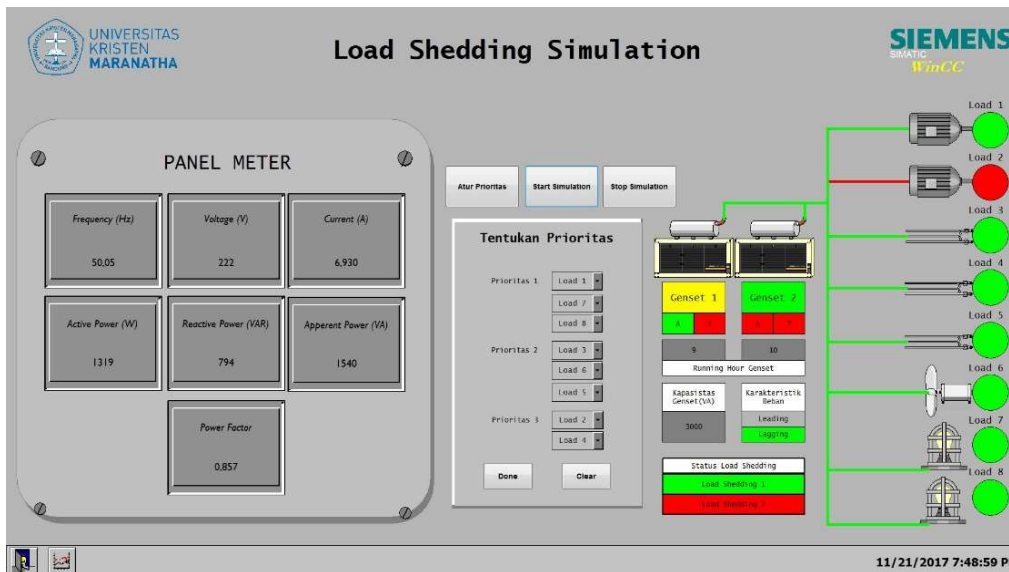 UNIVERSITAS
KRISTEN
MARANATHA
Load Shedding Simulation
SIEMENS
SIMATIC
WinCC
PANEL METER
Frequency (Hz)
50,05
Voltage (V)
222
Current (A)
6,930
Active Power (W)
1319
Reactive Power (VAR)
794
Apperent Power (VA)
1540
Power Factor
0,857
Atur Prioritas
Start Simulation
Stop Simulation
Tentukan Prioritas
Prioritas 1
Load 1
Load 7
Load 8
Prioritas 2
Load 3
Load 6
Load 5
Prioritas 3
Load 2
Load 4
Done
Clear
Genset 1
Genset 2
A
9
10
Running Hour Genset
Kapasistas
Genset(VA)
3000
Karakteristik
Beban
Leading
Lagging
Status Load Shedding
Load Shedding 1
Load Shedding
Load 1
Load 2
Load 3
Load 4
Load 5
Load 6
Load 7
Load 8
11/21/2017 7:48:59 P